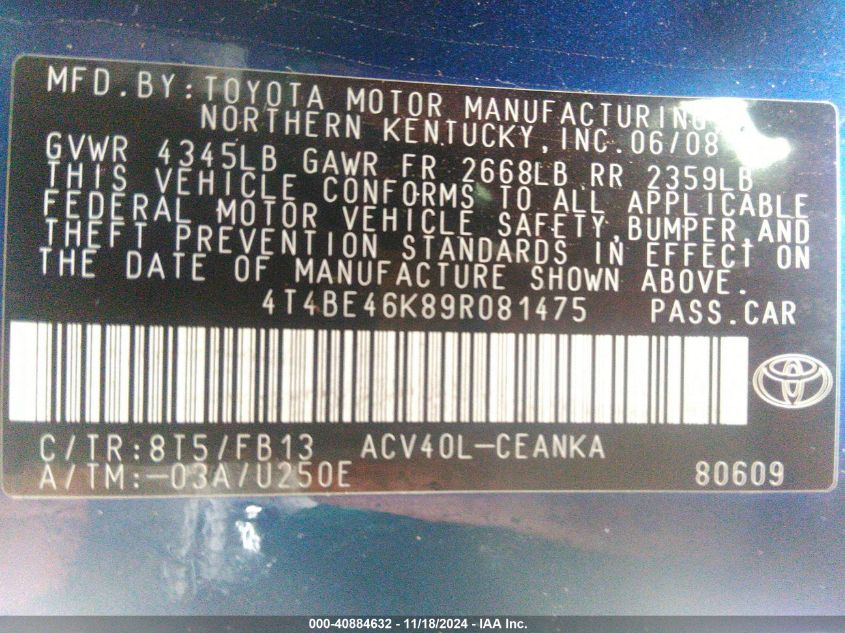 MFD.BY:TOYOTA MOTOR MANUFACTURING
NORTHERN KENTUCKY,INC.06/08
GVWR 4345LB GAWR FR 2668LB RR 2359LB
THIS VEHICLE CONFORMS TO ALL APPLICABLE
FEDERAL MOTOR VEHICLE SAFETY,BUMPER,AND
THEFT PREVENTION STANDARDS IN EFFECT ON
THE DATE OF MANUFACTURE SHOWN ABOVE.
4T4BE46K89R081475 PASS.CAR
C/TR:8T5/FB13 ACV40L-CEANKA
A/TM:-03A/U250E 80609
000-40884632 - 11/18/2024 - IAA Inc.